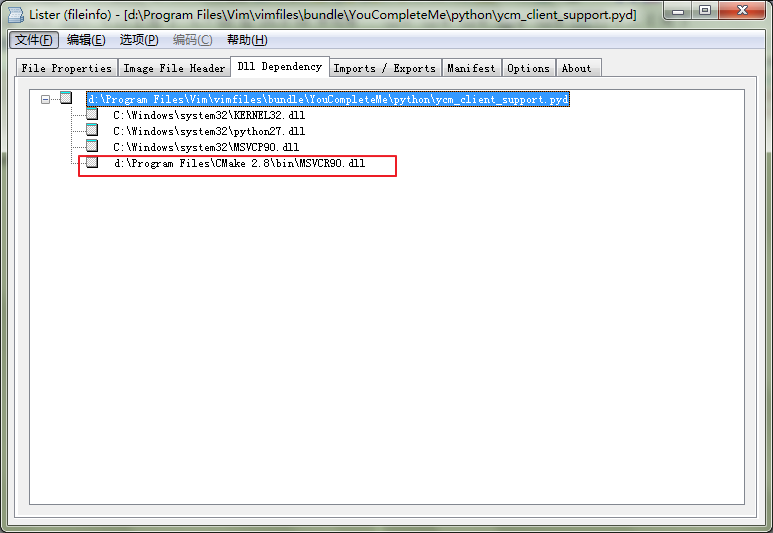 Lister (fileinfo) - [d:\Program Files\Vim\vimfiles\bundle\YouCompleteMe\python\ycm_client_support.pyd]
文件(F) 编辑(E) 选项(P) 编码(C) 帮助(H)
File Properties Image File Header Dll Dependency Imports / Exports Manifest Options About
d:\Program Files\Vim\vimfiles\bundle\YouCompleteMe\python\ycm_client_support.pyd
C:\Windows\system32\KERNEL32.dll
C:\Windows\system32\python27.dll
C:\Windows\system32\MSVCP90.dll
d:\Program Files\CMake 2.8\bin\MSVCR90.dll